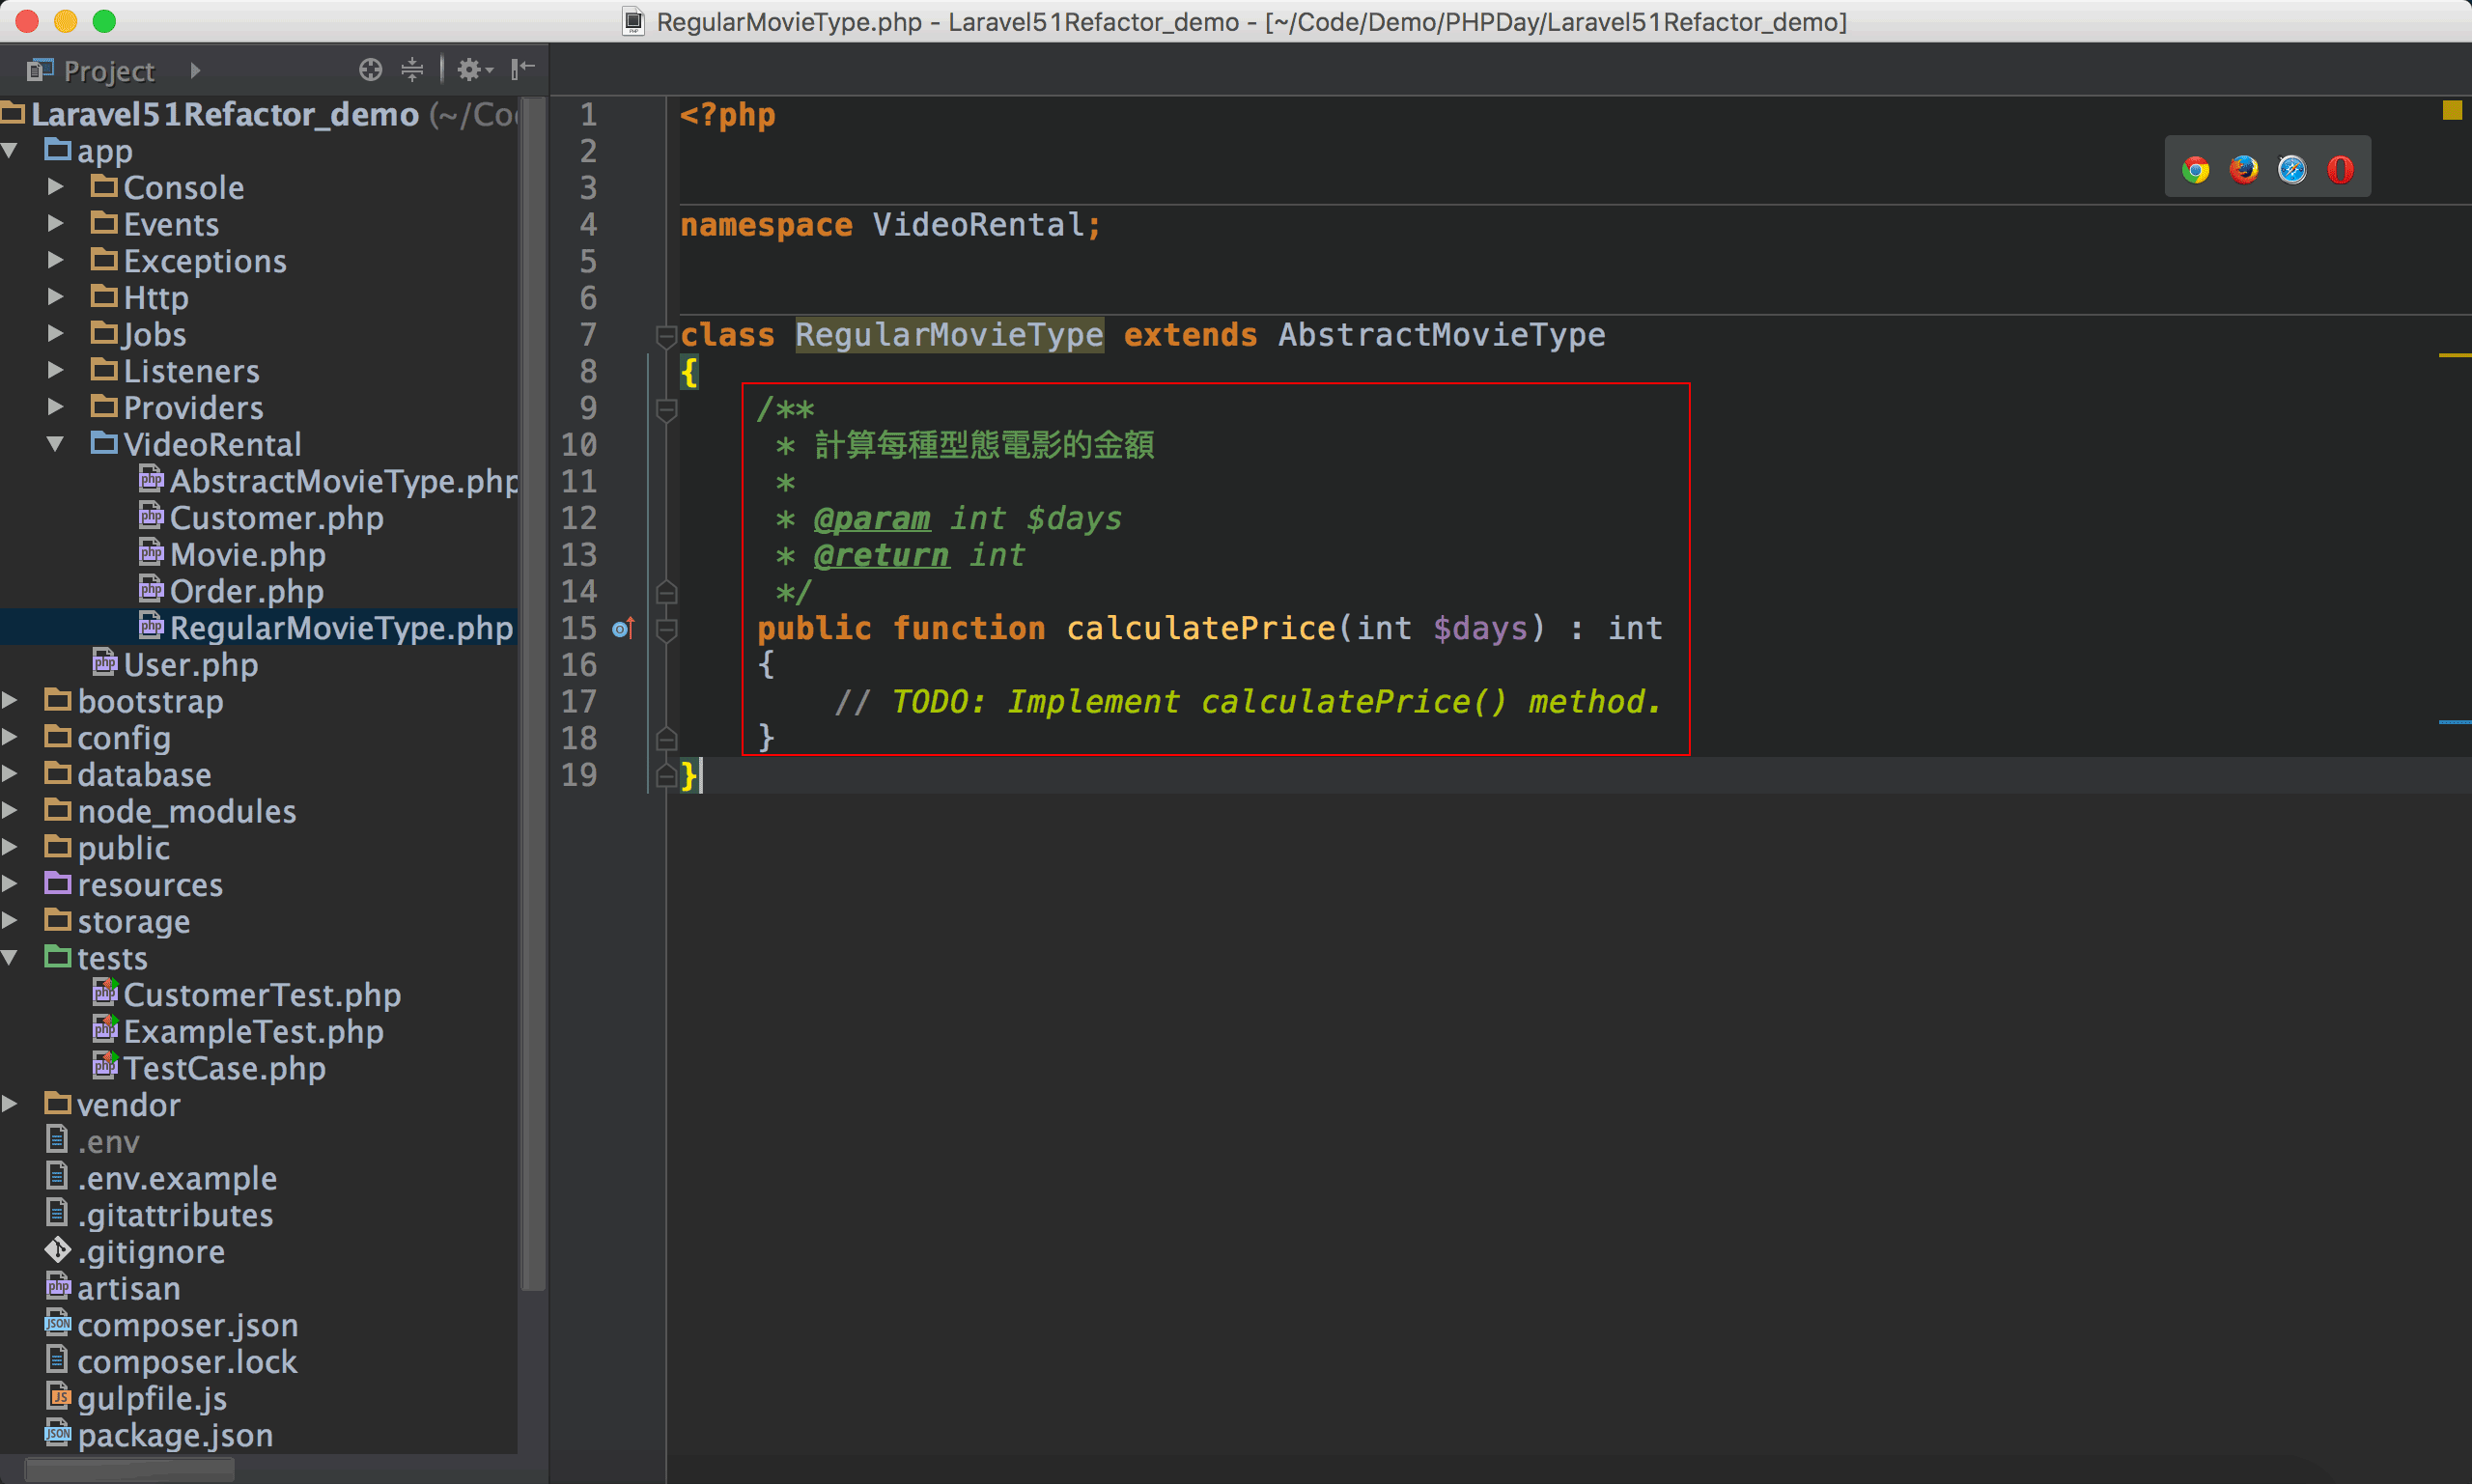 RegularMovieType.php - Laravel51Refactor_demo - [~/Code/Demo/PHPDay/Laravel51Refactor_demo]
Project
Laravel51Refactor_demo (~/Co
app
Console
Events
Exceptions
Http
Jobs
Listeners
Providers
VideoRental
AbstractMovieType.php
Customer.php
Movie.php
Order.php
RegularMovieType.php
User.php
bootstrap
config
database
node_modules
public
resources
storage
tests
CustomerTest.php
ExampleTest.php
TestCase.php
vendor
.env
.env.example
.gitattributes
.gitignore
artisan
composer.json
composer.lock
gulpfile.js
package.json
1 <?php
2
3
4 namespace VideoRental;
5
6
7 class RegularMovieType extends AbstractMovieType
8 {
9 /**
10 * 計算每種型態電影的金額
11 *
12 * @param int $days
13 * @return int
14 */
15 public function calculatePrice(int $days) : int
16 {
17 // TODO: Implement calculatePrice() method.
18 }
19 }